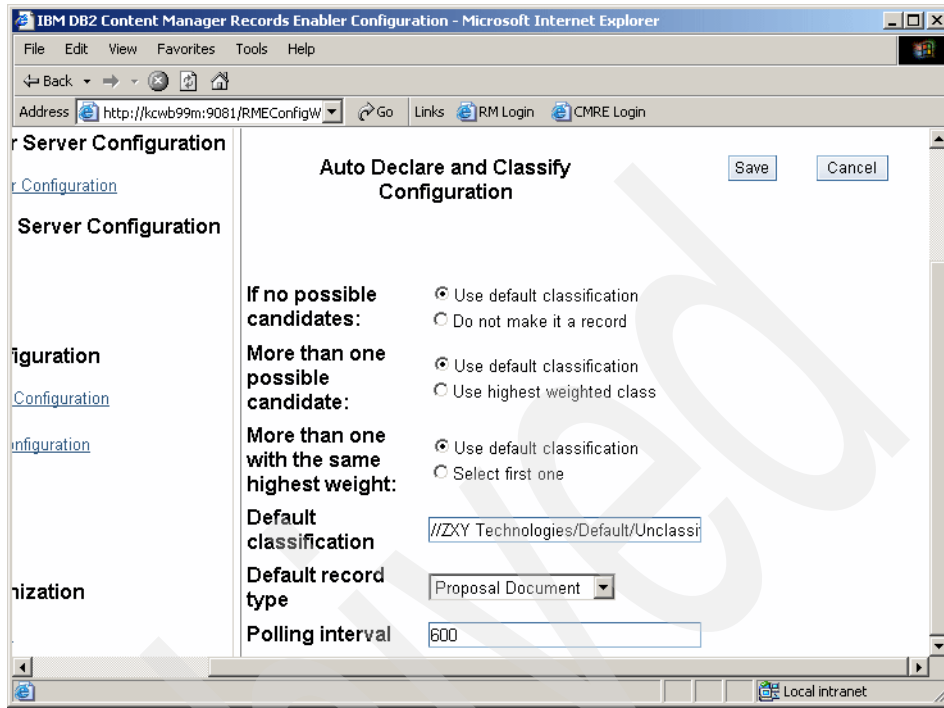 IBM DB2 Content Manager Records Enabler Configuration - Microsoft Internet Explorer
File Edit View Favorites Tools Help
Back
Address http://kcwb99m:9081/RMEConfigW Go Links RM Login CMRE Login
r Server Configuration
r Configuration
Server Configuration
figuration
Configuration
nfiguration
nization
Auto Declare and Classify
Configuration
Save Cancel
If no possible
candidates:
Use default classification
Do not make it a record
More than one
possible
candidate:
Use default classification
Use highest weighted class
More than one
with the same
highest weight:
Use default classification
Select first one
Default
classification
//ZXY Technologies/Default/Unclassif
Default record
type
Proposal Document
Polling interval
600
Local intranet